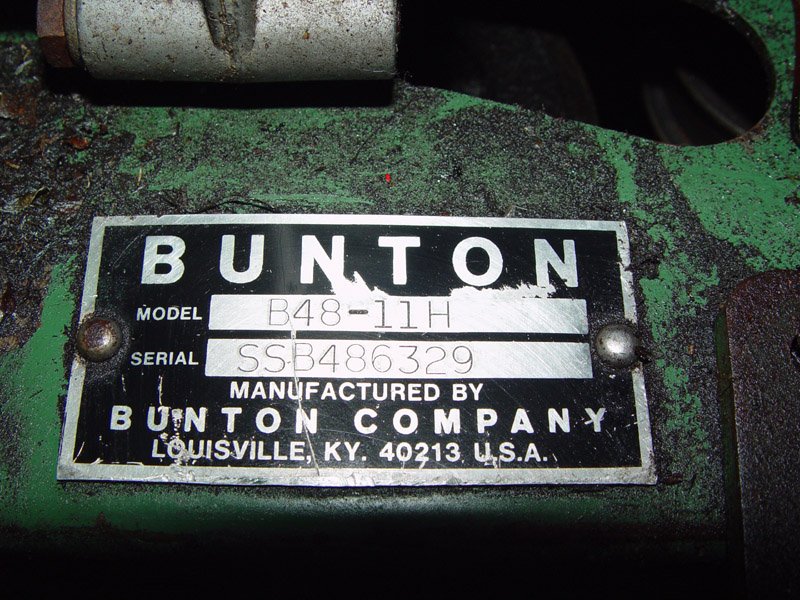 BUNTON
MODEL B48-11H
SERIAL SSB486329
MANUFACTURED BY
BUNTON COMPANY
LOUISVILLE, KY. 40213 U.S.A.